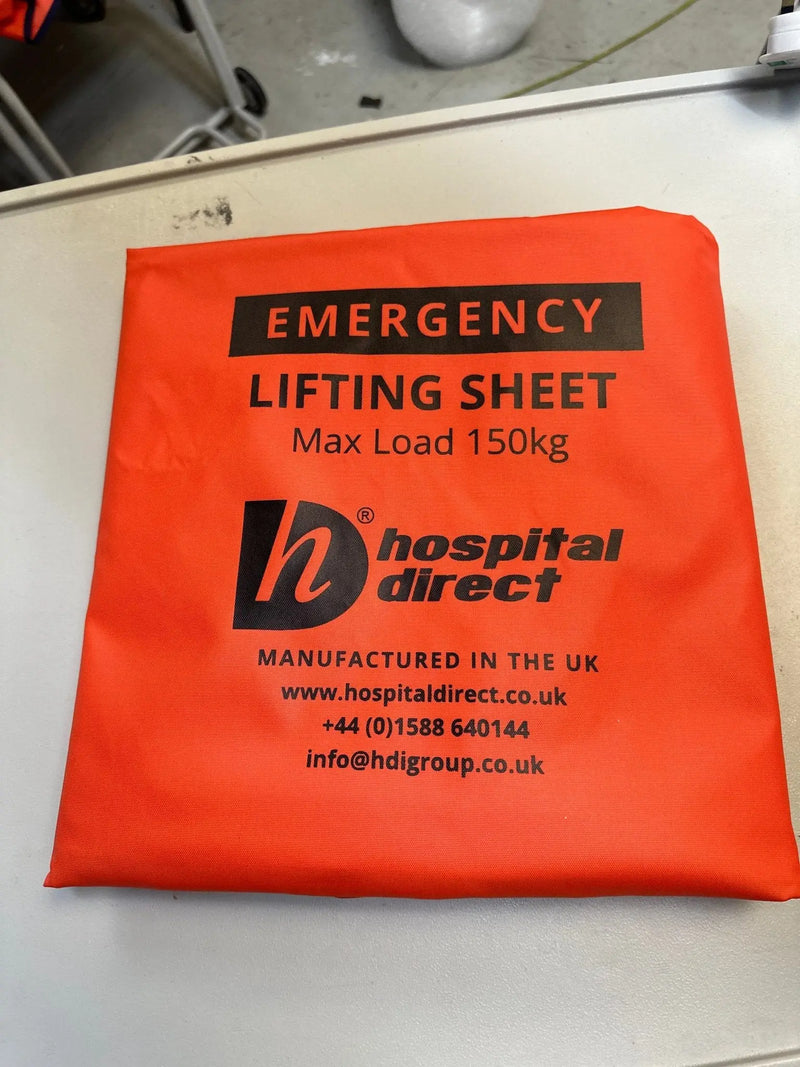 EMERGENCY
LIFTING SHEET
Max Load 150kg
h ®
hospital
direct
MANUFACTURED IN THE UK
www.hospitaldirect.co.uk
+44 (0)1588 640144
info@hdigroup.co.uk